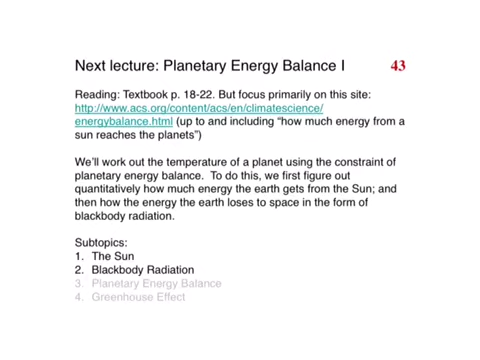 Next lecture: Planetary Energy Balance I 43
Reading: Textbook p. 18-22. But focus primarily on this site:
http://www.acs.org/content/acs/en/climatescience/
energybalance.html (up to and including “how much energy from a
sun reaches the planets”)
We’ll work out the temperature of a planet using the constraint of
planetary energy balance. To do this, we first figure out
quantitatively how much energy the earth gets from the Sun; and
then how the energy the earth loses to space in the form of
blackbody radiation.
Subtopics:
1. The Sun
2. Blackbody Radiation
3. Planetary Energy Balance
4. Greenhouse Effect